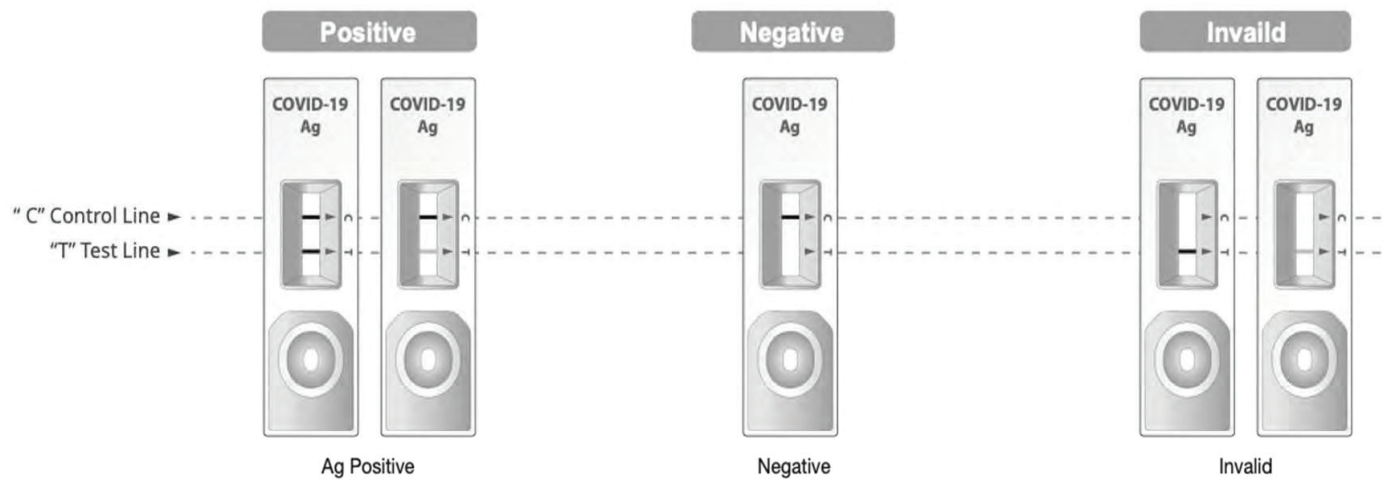 Positive
Negative
Invaild
COVID-19
Ag
COVID-19
Ag
COVID-19
Ag
COVID-19
Ag
COVID-19
Ag
" C" Control Line ►
C
C
C
C
C
"T" Test Line ►
T
T
T
T
T
Ag Positive
Negative
Invalid